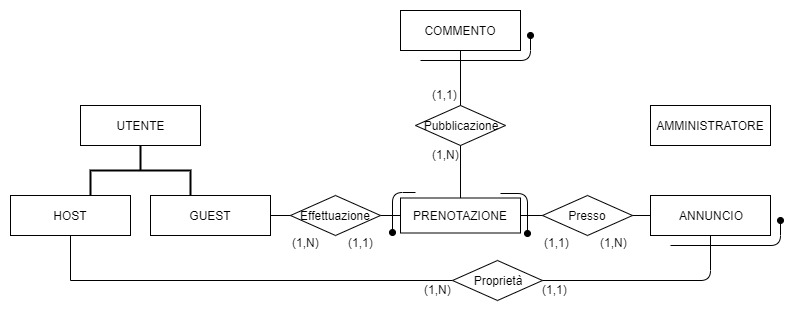 COMMENTO
(1,1)
Pubblicazione
(1,N)
UTENTE
AMMINISTRATORE
HOST
GUEST
Effettuazione
(1,N)
(1,1)
PRENOTAZIONE
Presso
(1,1)
(1,N)
ANNUNCIO
Proprietà
(1,N)
(1,1)